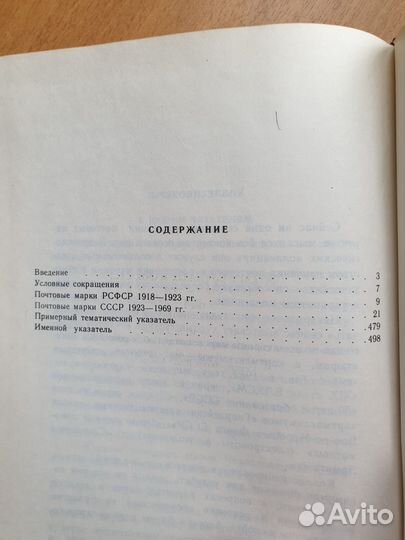 СОДЕРЖАНИЕ
Введение . . . . . . . . . . . . . . . . 3
Условные сокращения . . . . . . . . . . . . . 7
Почтовые марки РСФСР 1918—1923 гг. . . . . . . . . . 9
Почтовые марки СССР 1923—1969 гг. . . . . . . . . . 21
Примерный тематический указатель . . . . . . . . . .479
Именной указатель . . . . . . . . . . . . . .498
Avito